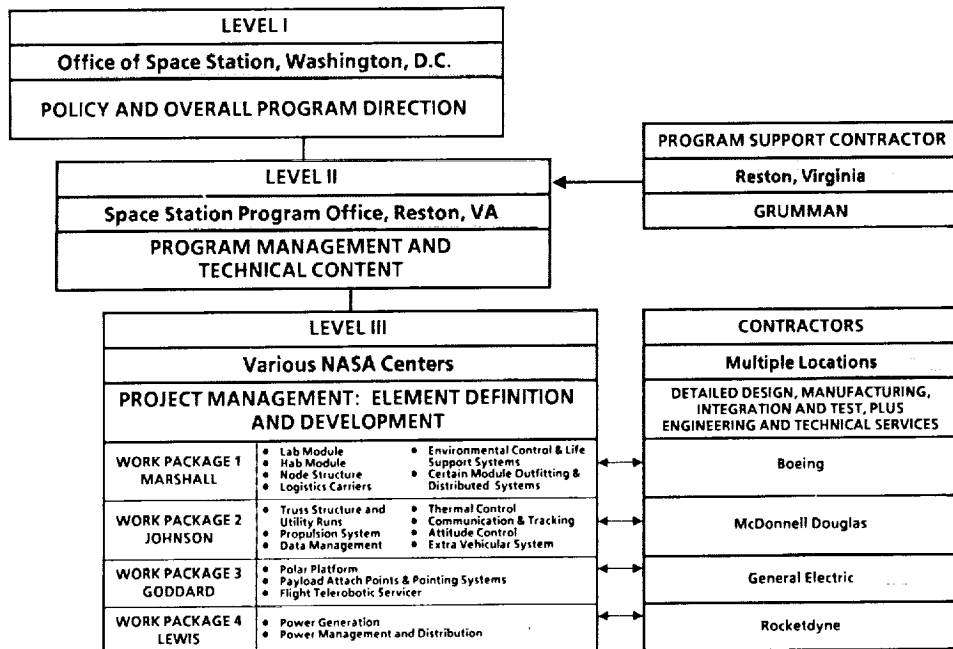 LEVEL I
Office of Space Station, Washington, D.C.
POLICY AND OVERALL PROGRAM DIRECTION
PROGRAM SUPPORT CONTRACTOR
Reston, Virginia
GRUMMAN
LEVEL II
Space Station Program Office, Reston, VA
PROGRAM MANAGEMENT AND
TECHNICAL CONTENT
LEVEL III
Various NASA Centers
PROJECT MANAGEMENT: ELEMENT DEFINITION
AND DEVELOPMENT
CONTRACTORS
Multiple Locations
DETAILED DESIGN, MANUFACTURING,
INTEGRATION AND TEST, PLUS
ENGINEERING AND TECHNICAL SERVICES
WORK PACKAGE 1
MARSHALL
• Lab Module
• Hab Module
• Node Structure
• Logistics Carriers
• Environmental Control & Life
Support Systems
• Certain Module Outfitting &
Distributed Systems
Boeing
WORK PACKAGE 2
JOHNSON
• Truss Structure and
Utility Runs
• Propulsion System
• Data Management
• Thermal Control
• Communication & Tracking
• Attitude Control
• Extra Vehicular System
McDonnell Douglas
WORK PACKAGE 3
GODDARD
• Polar Platform
• Payload Attach Points & Pointing Systems
• Flight Telerobotic Servicer
General Electric
WORK PACKAGE 4
LEWIS
• Power Generation
• Power Management and Distribution
Rocketdyne